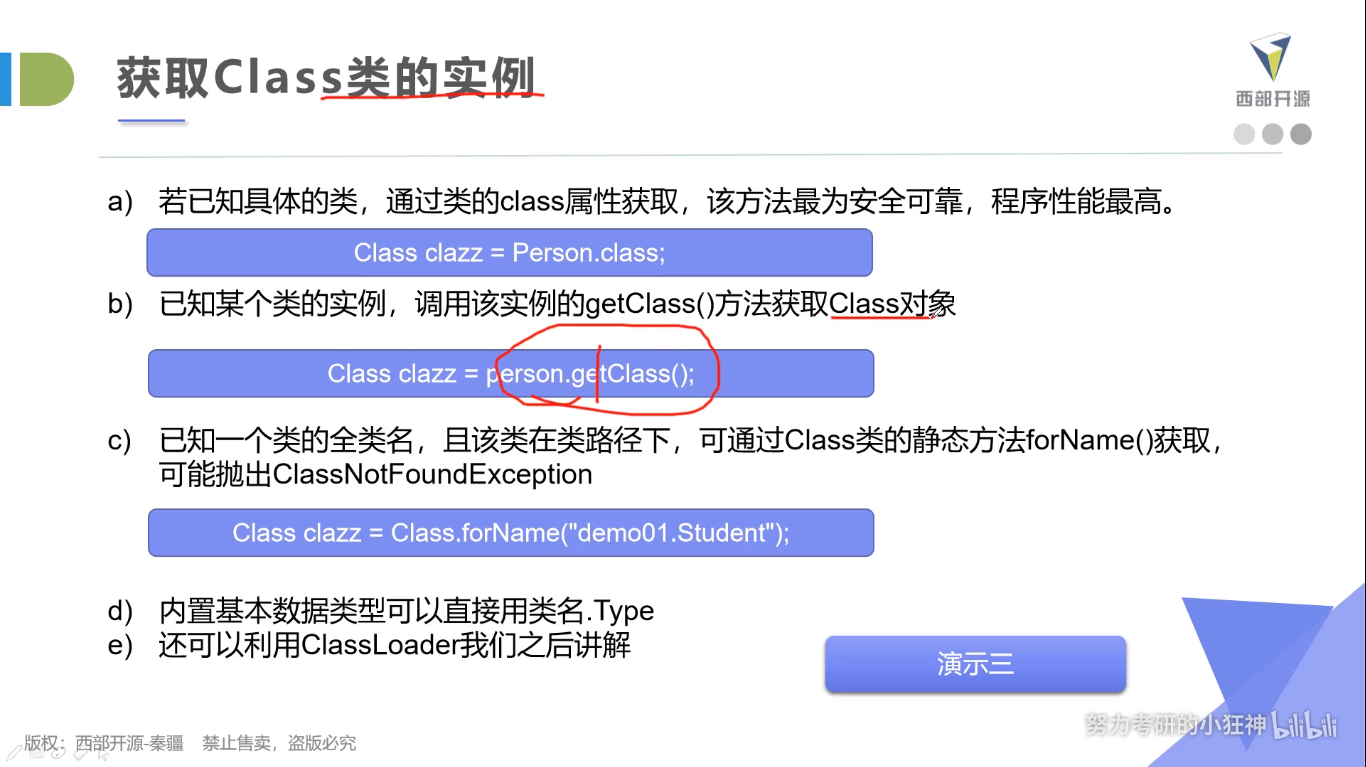 获取Class类的实例
西部开源
a) 若已知具体的类，通过类的class属性获取，该方法最为安全可靠，程序性能最高。
Class clazz = Person.class;
b) 已知某个类的实例，调用该实例的getClass()方法获取Class对象
Class clazz = person.getClass();
c) 已知一个类的全类名，且该类在类路径下，可通过Class类的静态方法forName()获取，
可能抛出ClassNotFoundException
Class clazz = Class.forName("demo01.Student");
d) 内置基本数据类型可以直接用类名.Type
e) 还可以利用ClassLoader我们之后讲解
演示三
努力考研的小狂神 bilibili
版权：西部开源-秦疆 禁止售卖，盗版必究